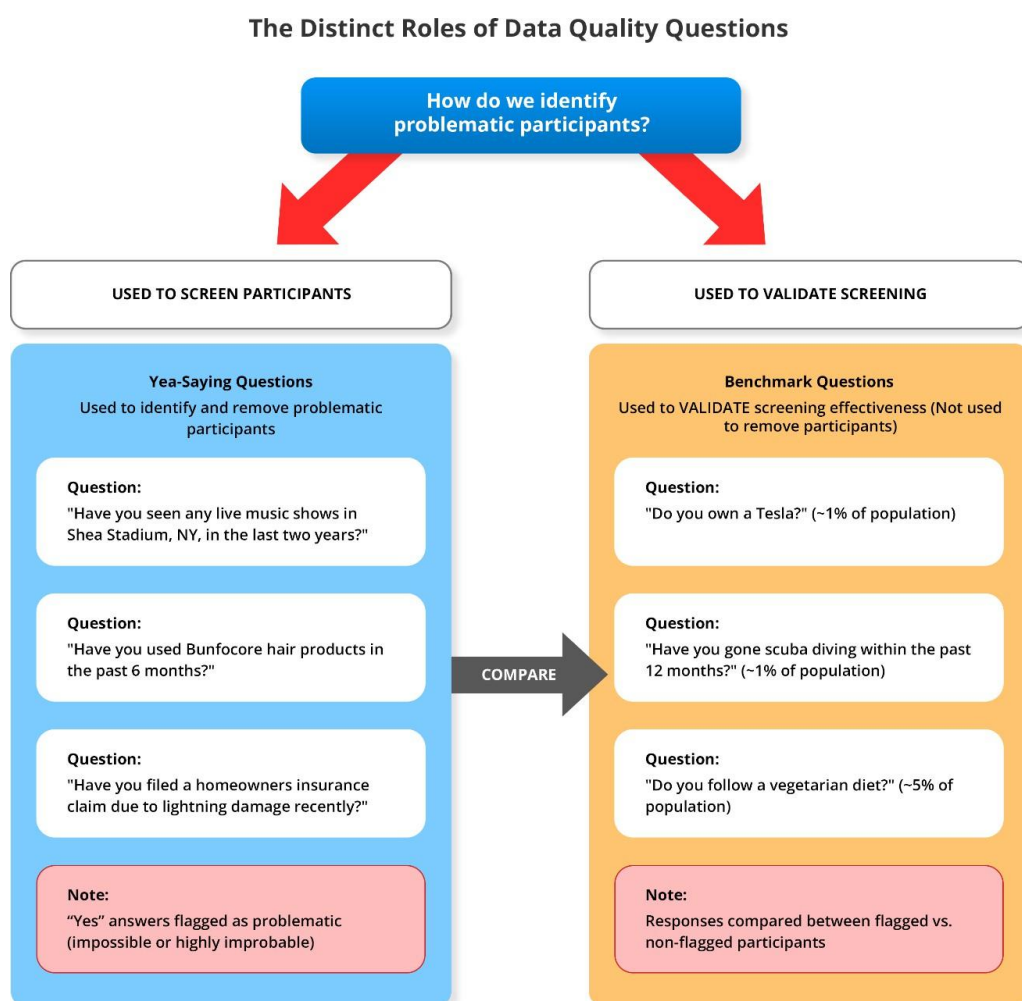 The Distinct Roles of Data Quality Questions
How do we identify
problematic participants?
USED TO SCREEN PARTICIPANTS
Yea-Saying Questions
Used to identify and remove problematic
participants
Question:
"Have you seen any live music shows in
Shea Stadium, NY, in the last two years?"
Question:
"Have you used Bunfocore hair products in
the past 6 months?"
Question:
"Have you filed a homeowners insurance
claim due to lightning damage recently?"
Note:
“Yes” answers flagged as problematic
(impossible or highly improbable)
COMPARE
USED TO VALIDATE SCREENING
Benchmark Questions
Used to VALIDATE screening effectiveness (Not used
to remove participants)
Question:
"Do you own a Tesla?" (~1% of population)
Question:
"Have you gone scuba diving within the past
12 months?" (~1% of population)
Question:
"Do you follow a vegetarian diet?" (~5% of
population)
Note:
Responses compared between flagged vs.
non-flagged participants